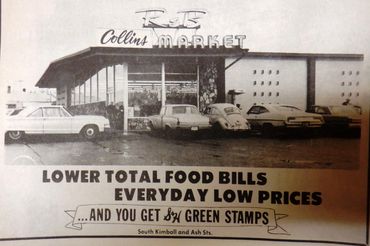 R & B
Collins MARKET
LOWER TOTAL FOOD BILLS
EVERYDAY LOW PRICES
...AND YOU GET S&H GREEN STAMPS
South Kimball and Ash Sts.